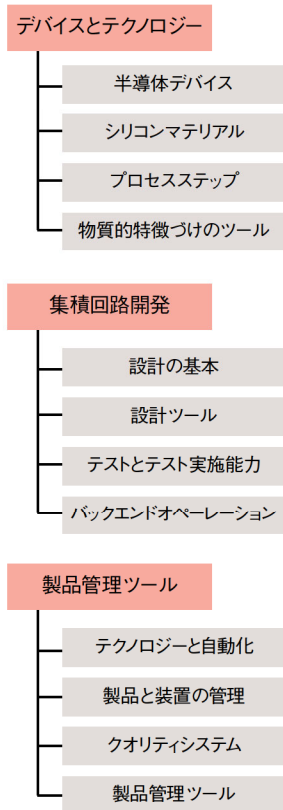 デバイスとテクノロジー
半導体デバイス
シリコンマテリアル
プロセスステップ
物質的特徴づけのツール
集積回路開発
設計の基本
設計ツール
テストとテスト実施能力
バックエンドオペレーション
製品管理ツール
テクノロジーと自動化
製品と装置の管理
クオリティシステム
製品管理ツール